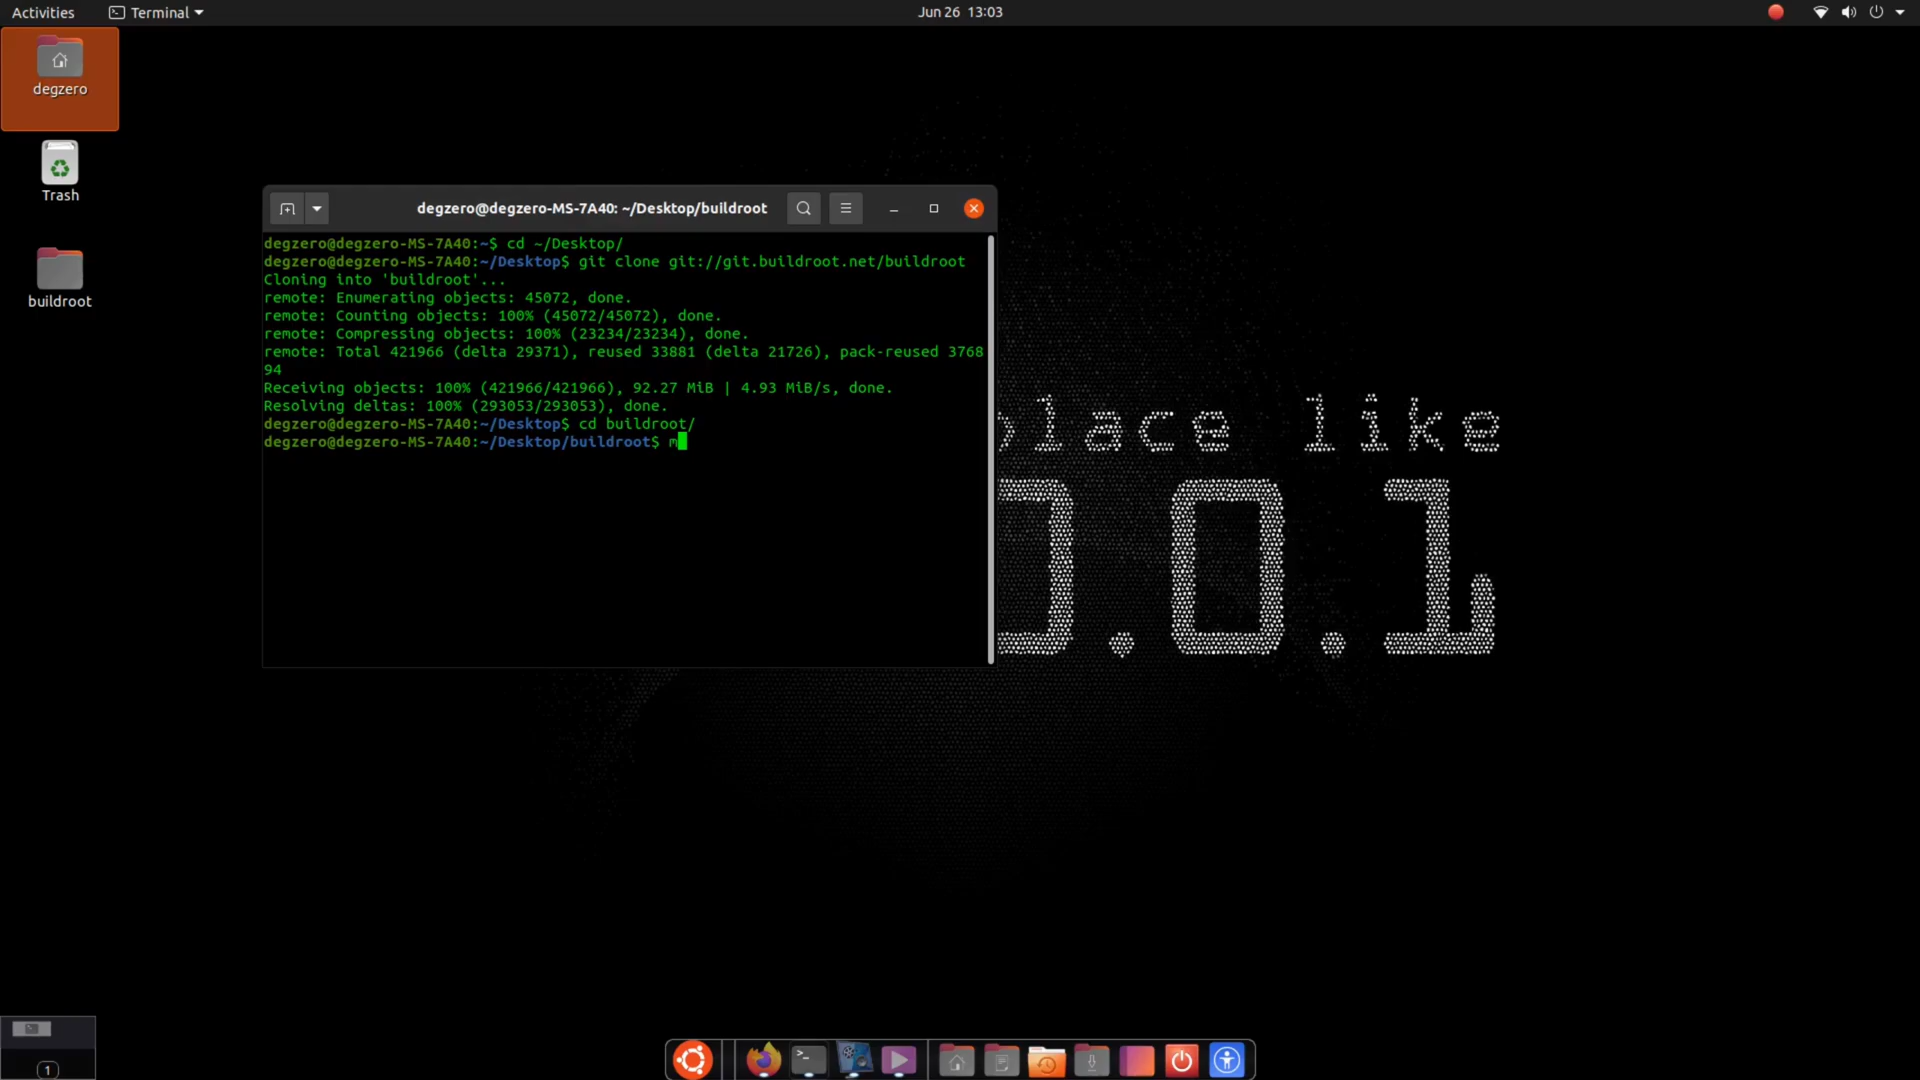 Activities
Terminal
Jun 26 13:03
degzero
Trash
buildroot
degzero@degzero-MS-7A40: ~/Desktop/buildroot
degzero@degzero-MS-7A40:~$ cd ~/Desktop/
degzero@degzero-MS-7A40:~/Desktop$ git clone git://git.buildroot.net/buildroot
Cloning into 'buildroot'...
remote: Enumerating objects: 45072, done.
remote: Counting objects: 100% (45072/45072), done.
remote: Compressing objects: 100% (23234/23234), done.
remote: Total 421966 (delta 29371), reused 33881 (delta 21726), pack-reused 3768
94
Receiving objects: 100% (421966/421966), 92.27 MiB | 4.93 MiB/s, done.
Resolving deltas: 100% (293053/293053), done.
degzero@degzero-MS-7A40:~/Desktop$ cd buildroot/
degzero@degzero-MS-7A40:~/Desktop/buildroot$ m
place like
0.0.1
1